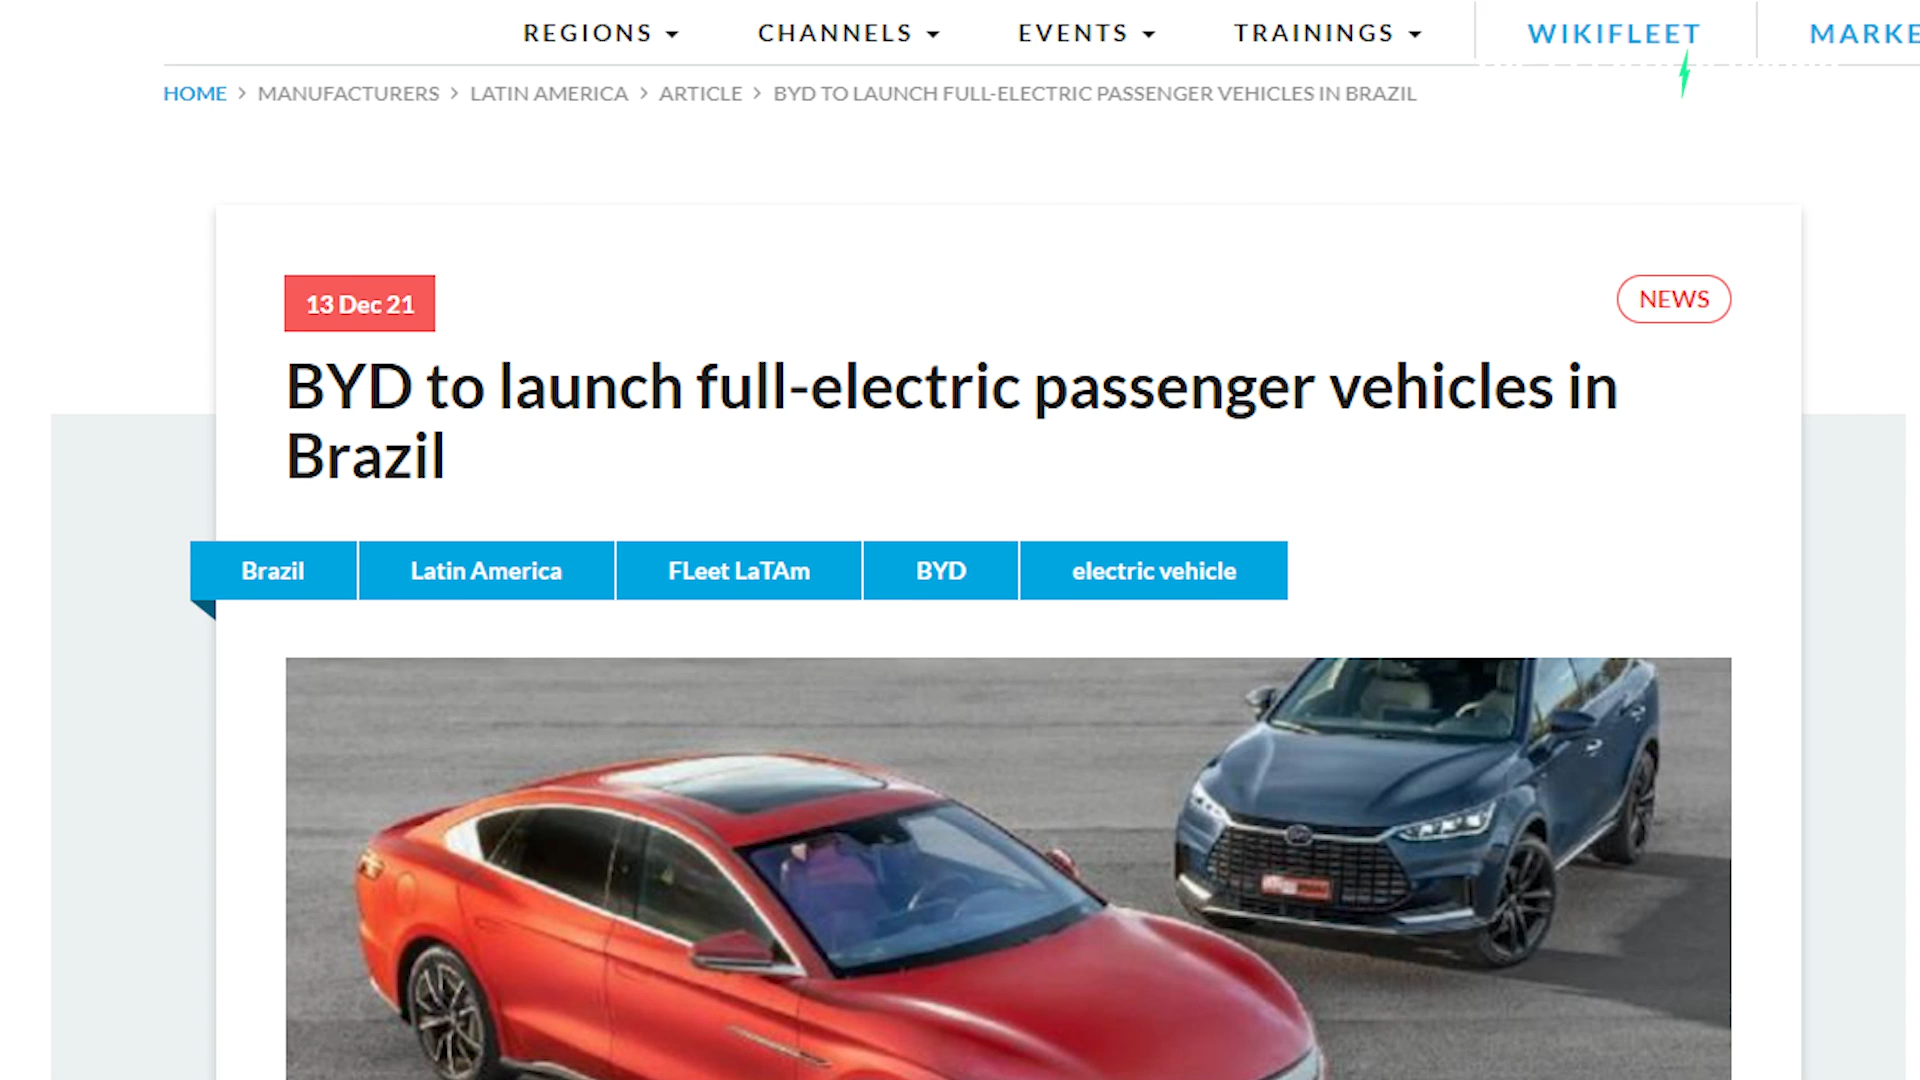 REGIONS CHANNELS EVENTS TRAININGS WIKIFLEET MARKE
HOME > MANUFACTURERS > LATIN AMERICA > ARTICLE > BYD TO LAUNCH FULL-ELECTRIC PASSENGER VEHICLES IN BRAZIL
13 Dec 21
NEWS
BYD to launch full-electric passenger vehicles in
Brazil
Brazil Latin America FLeet LaTAm BYD electric vehicle